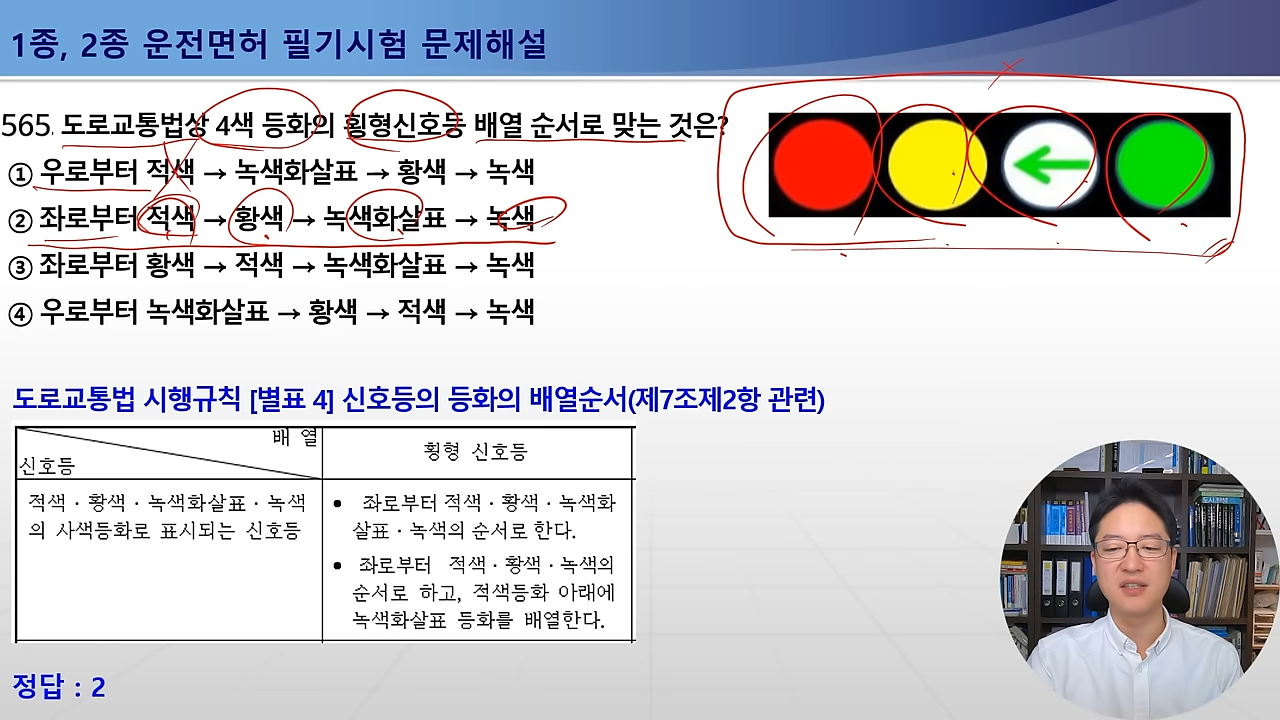 1종, 2종 운전면허 필기시험 문제해설
565. 도로교통법상 4색 등화의 횡형신호등 배열 순서로 맞는 것은?
① 우로부터 적색 → 녹색화살표 → 황색 → 녹색
② 좌로부터 적색 → 황색 → 녹색화살표 → 녹색
③ 좌로부터 황색 → 적색 → 녹색화살표 → 녹색
④ 우로부터 녹색화살표 → 황색 → 적색 → 녹색
도로교통법 시행규칙 [별표 4] 신호등의 등화의 배열순서(제7조제2항 관련)
배 열
신호등
횡형 신호등
적색 · 황색 · 녹색화살표 · 녹색
의 사색등화로 표시되는 신호등
• 좌로부터 적색 · 황색 · 녹색화
살표 · 녹색의 순서로 한다.
• 좌로부터 적색 · 황색 · 녹색의
순서로 하고, 적색등화 아래에
녹색화살표 등화를 배열한다.
정답 : 2